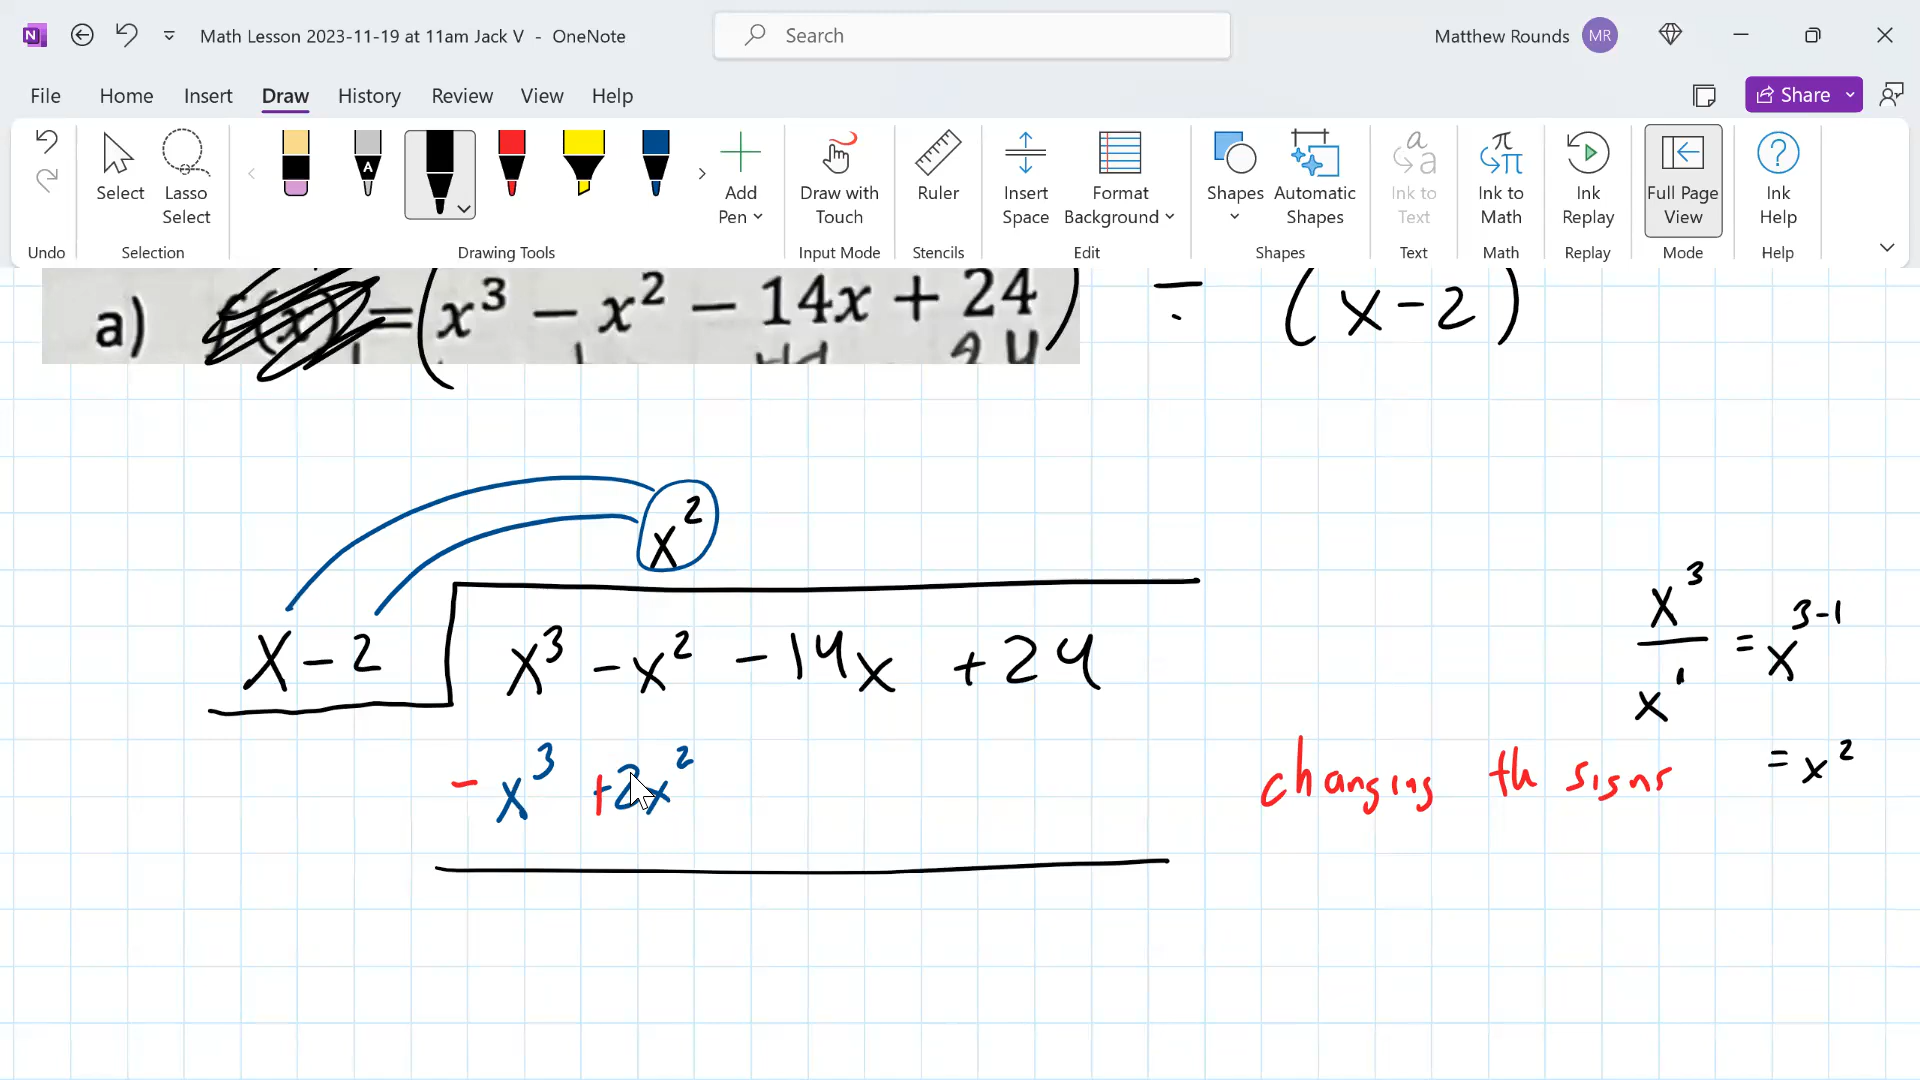 Math Lesson 2023-11-19 at 11am Jack V - OneNote
Search
Matthew Rounds MR
File Home Insert Draw History Review View Help
Share
Select
Lasso Select
Add Pen
Draw with Touch
Ruler
Insert Space
Format Background
Shapes
Automatic Shapes
Ink to Text
Ink to Math
Ink Replay
Full Page View
Ink Help
Undo Selection Drawing Tools Input Mode Stencils Edit Shapes Text Math Replay Mode Help
a) f(x) = (x³ − x² − 14x + 24) ÷ (x-2)
x²
x - 2
x³ - x² - 14x + 24
- x³ + 2x²
x³
x¹
= x³⁻¹
= x²
changing th signs